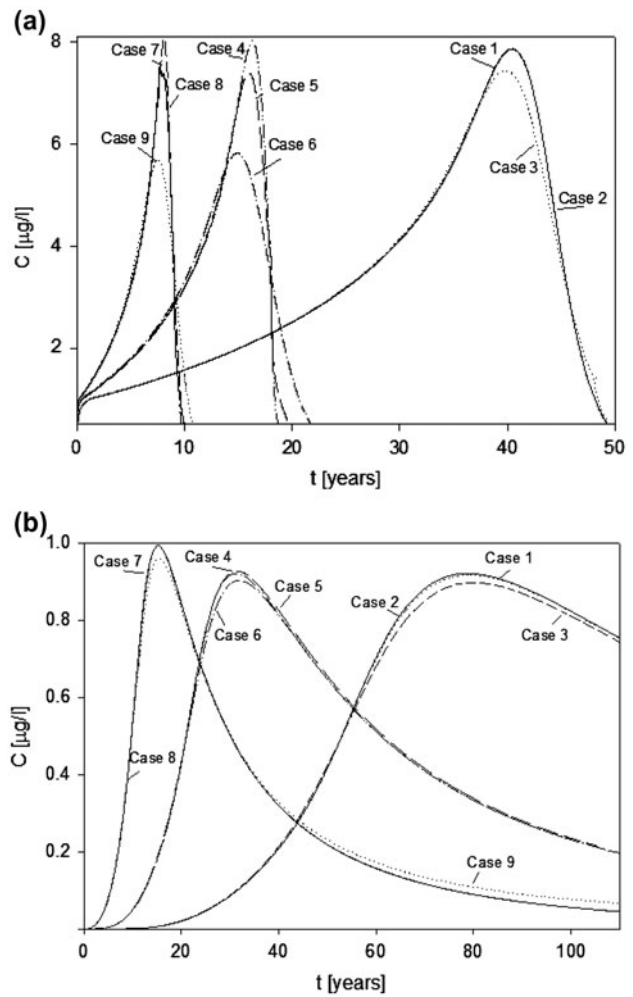 (a)
8
Case 7
Case 4
Case 1
Case 8
Case 5
Case 9
Case 6
6
Case 3
Case 2
C [µg/l]
4
2
0 10 20 30 40 50
t [years]
(b)
1.0
Case 7
Case 4
Case 1
Case 5
Case 2
0.8
Case 6
Case 3
C [µg/l]
0.6
0.4
Case 8
0.2
Case 9
0 20 40 60 80 100
t [years]